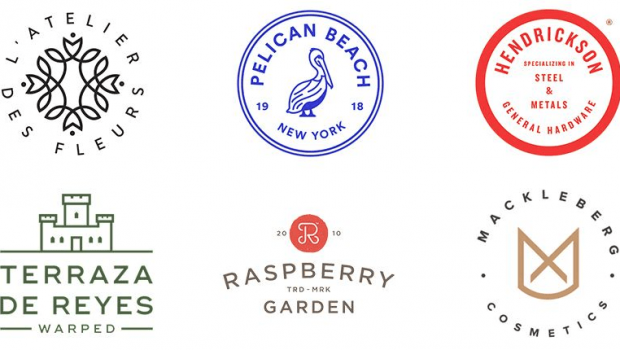 L'ATELIER
DES FLEURS
PELICAN BEACH
19 18
NEW YORK
HENDRICKSON
®
SPECIALIZING IN
STEEL
&
METALS
GENERAL HARDWARE
TERRAZA
DE REYES
WARPED
20 R 10
RASPBERRY
TRD-MRK
GARDEN
MACKLEBERG
COSMETICS